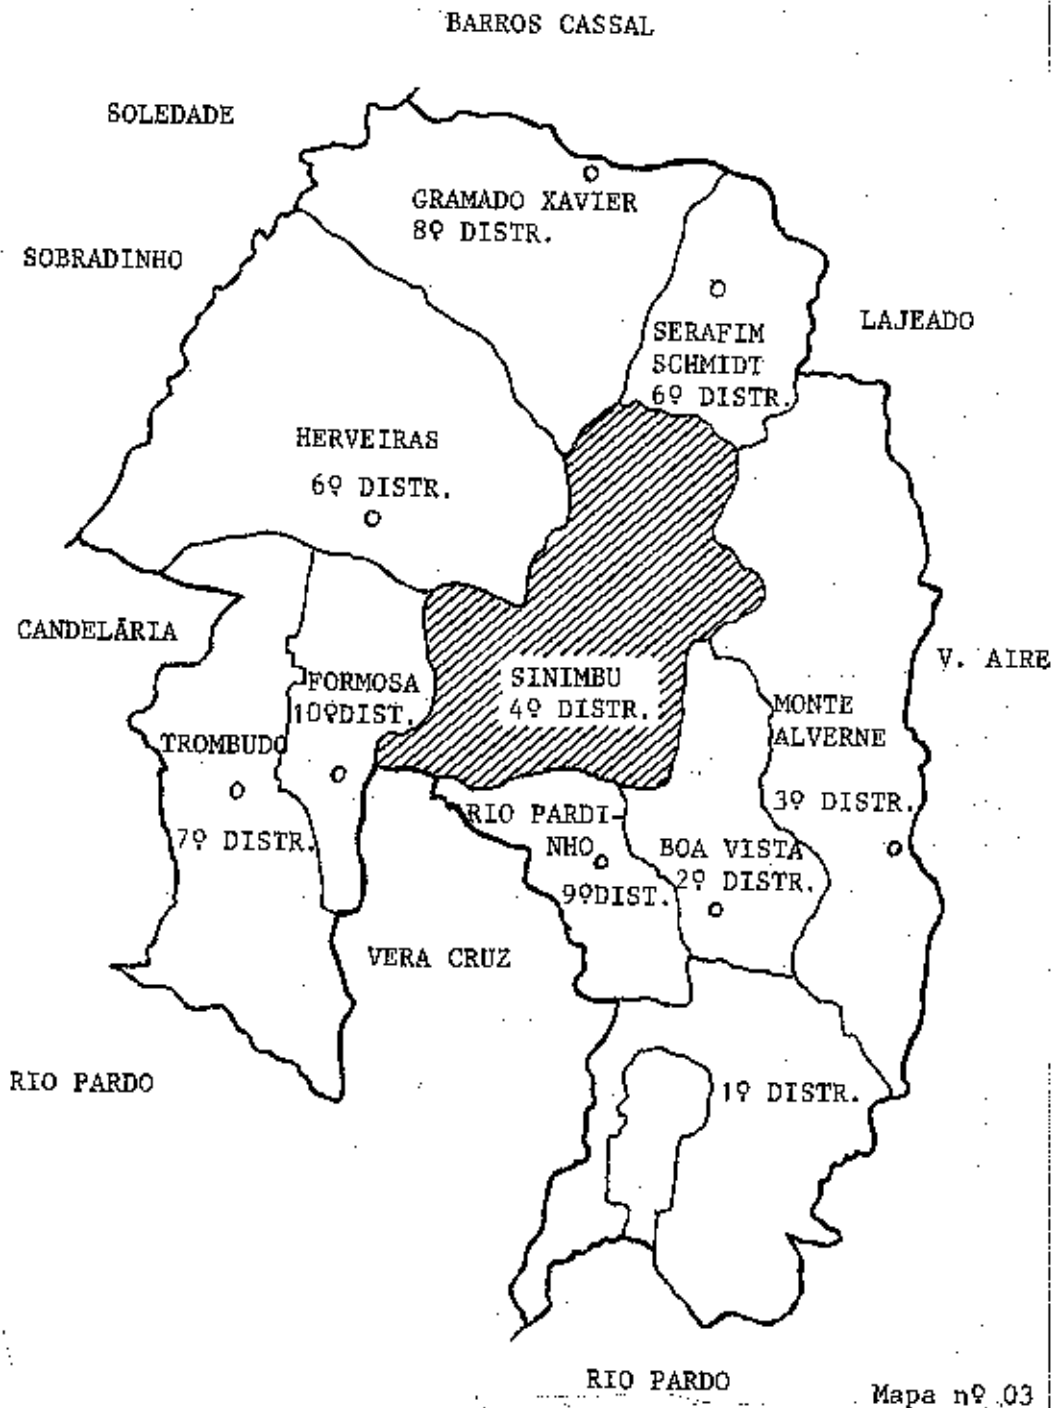 BARROS CASSAL
SOLEDADE
GRAMADO XAVIER
8º DISTR.
SOBRADINHO
LAJEADO
SERAFIM
SCHMIDT
6º DISTR.
HERVEIRAS
6º DISTR.
CANDELÁRIA
V. AIRE
FORMOSA
10ºDIST.
SINIMBU
4º DISTR.
MONTE
ALVERNE
3º DISTR.
TROMBUDO
7º DISTR.
RIO PARDI-
NHO
9ºDIST.
BOA VISTA
2º DISTR.
VERA CRUZ
RIO PARDO
1º DISTR.
RIO PARDO
Mapa nº 03